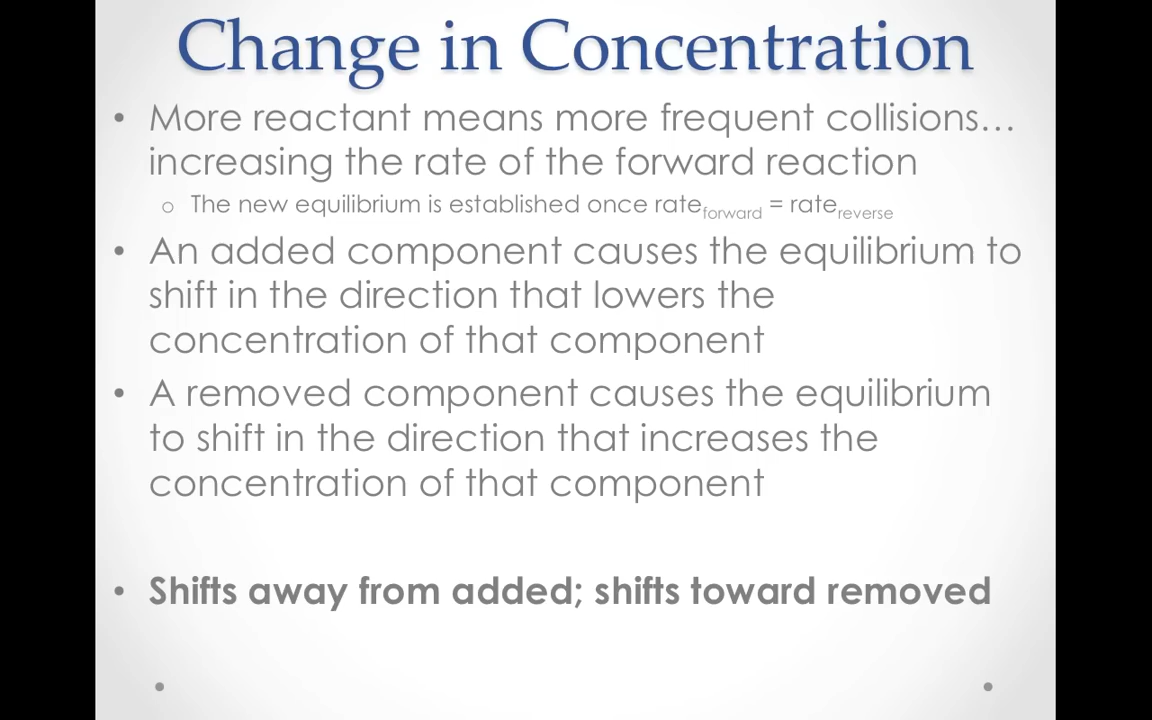 Change in Concentration
• More reactant means more frequent collisions…
increasing the rate of the forward reaction
o The new equilibrium is established once rateforward = ratereverse
• An added component causes the equilibrium to
shift in the direction that lowers the
concentration of that component
• A removed component causes the equilibrium
to shift in the direction that increases the
concentration of that component
• Shifts away from added; shifts toward removed